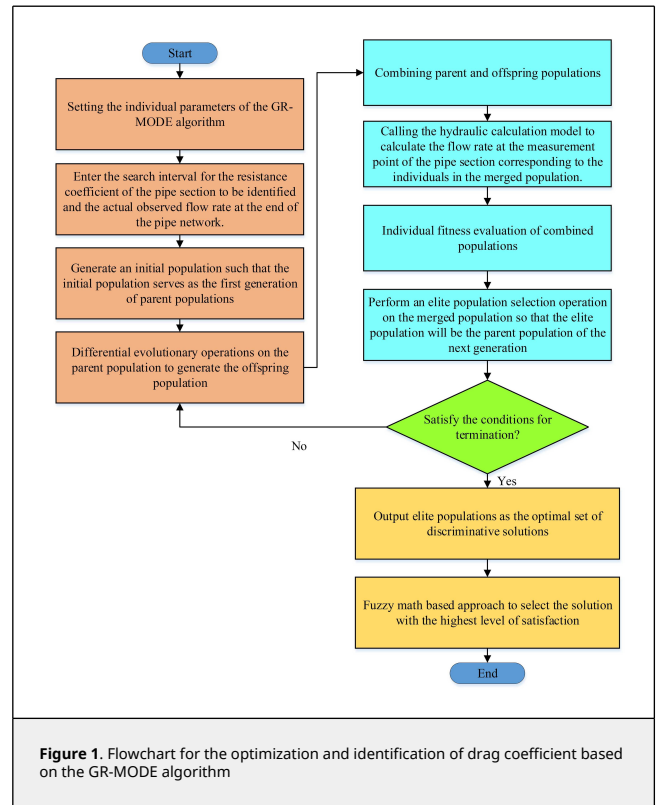 Start
Setting the individual parameters of the GR-
MODE algorithm
Enter the search interval for the resistance
coefficient of the pipe section to be identified
and the actual observed flow rate at the end of
the pipe network.
Generate an initial population such that the
initial population serves as the first generation
of parent populations
Differential evolutionary operations on the
parent population to generate the offspring
population
Combining parent and offspring populations
Calling the hydraulic calculation model to
calculate the flow rate at the measurement
point of the pipe section corresponding to the
individuals in the merged population.
Individual fitness evaluation of combined
populations
Perform an elite population selection operation
on the merged population so that the elite
population will be the parent population of the
next generation
Satisfy the conditions for
termination?
No
Yes
Output elite populations as the optimal set of
discriminative solutions
Fuzzy math based approach to select the solution
with the highest level of satisfaction
End
Figure 1. Flowchart for the optimization and identification of drag coefficient based
on the GR-MODE algorithm